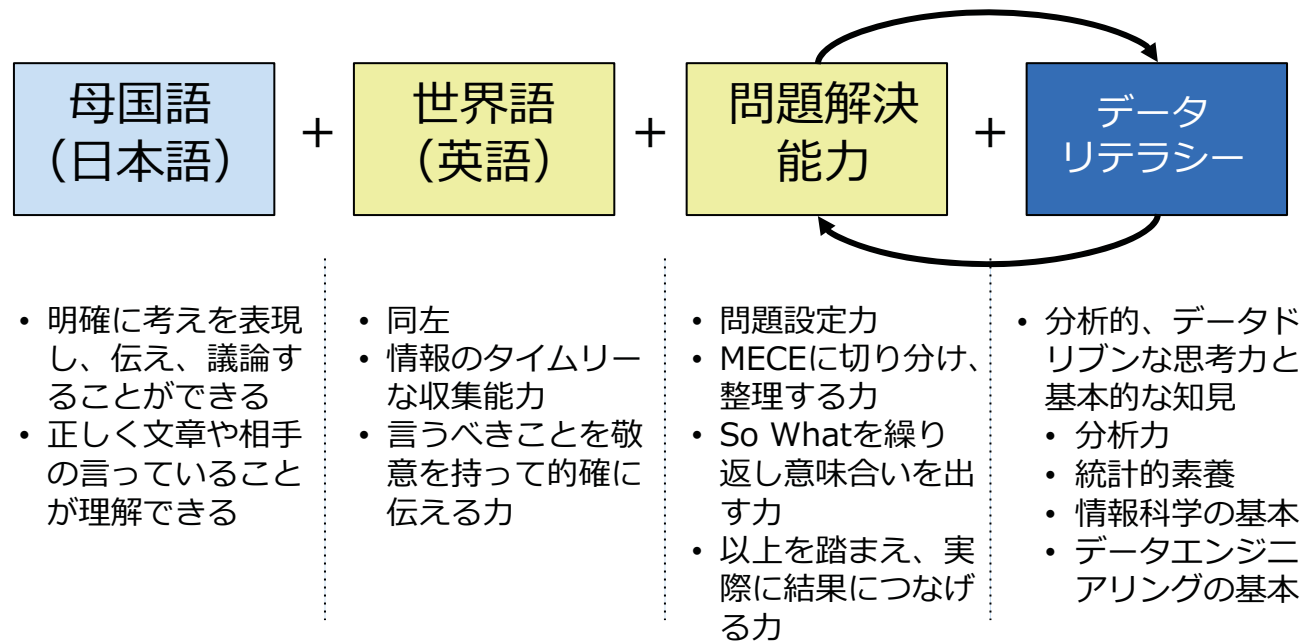 母国語
（日本語）
+
世界語
（英語）
+
問題解決
能力
+
データ
リテラシー
• 明確に考えを表現
し、伝え、議論す
ることができる
• 正しく文章や相手
の言っていること
が理解できる
• 同左
• 情報のタイムリー
な収集能力
• 言うべきことを敬
意を持って的確に
伝える力
• 問題設定力
• MECEに切り分け、
整理する力
• So Whatを繰り
返し意味合いを出
す力
• 以上を踏まえ、実
際に結果につなげ
る力
• 分析的、データド
リブンな思考力と
基本的な知見
• 分析力
• 統計的素養
• 情報科学の基本
• データエンジニ
アリングの基本